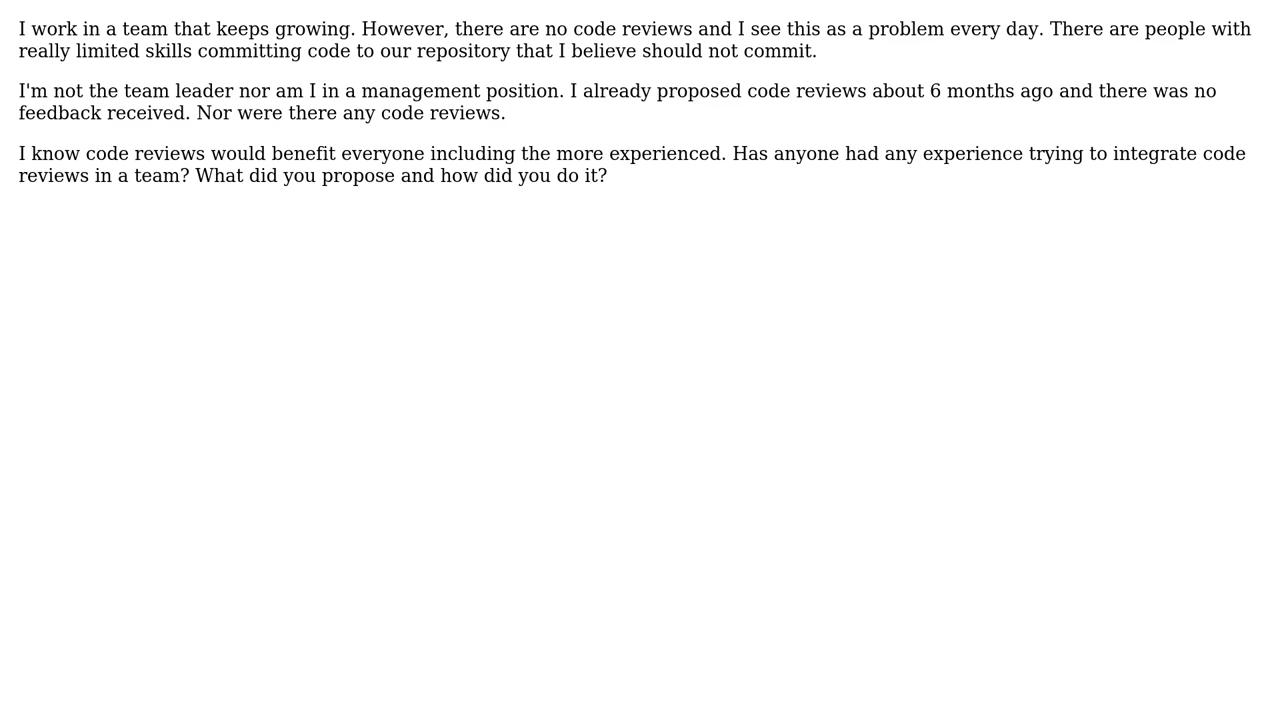 I work in a team that keeps growing. However, there are no code reviews and I see this as a problem every day. There are people with
really limited skills committing code to our repository that I believe should not commit.
I'm not the team leader nor am I in a management position. I already proposed code reviews about 6 months ago and there was no
feedback received. Nor were there any code reviews.
I know code reviews would benefit everyone including the more experienced. Has anyone had any experience trying to integrate code
reviews in a team? What did you propose and how did you do it?